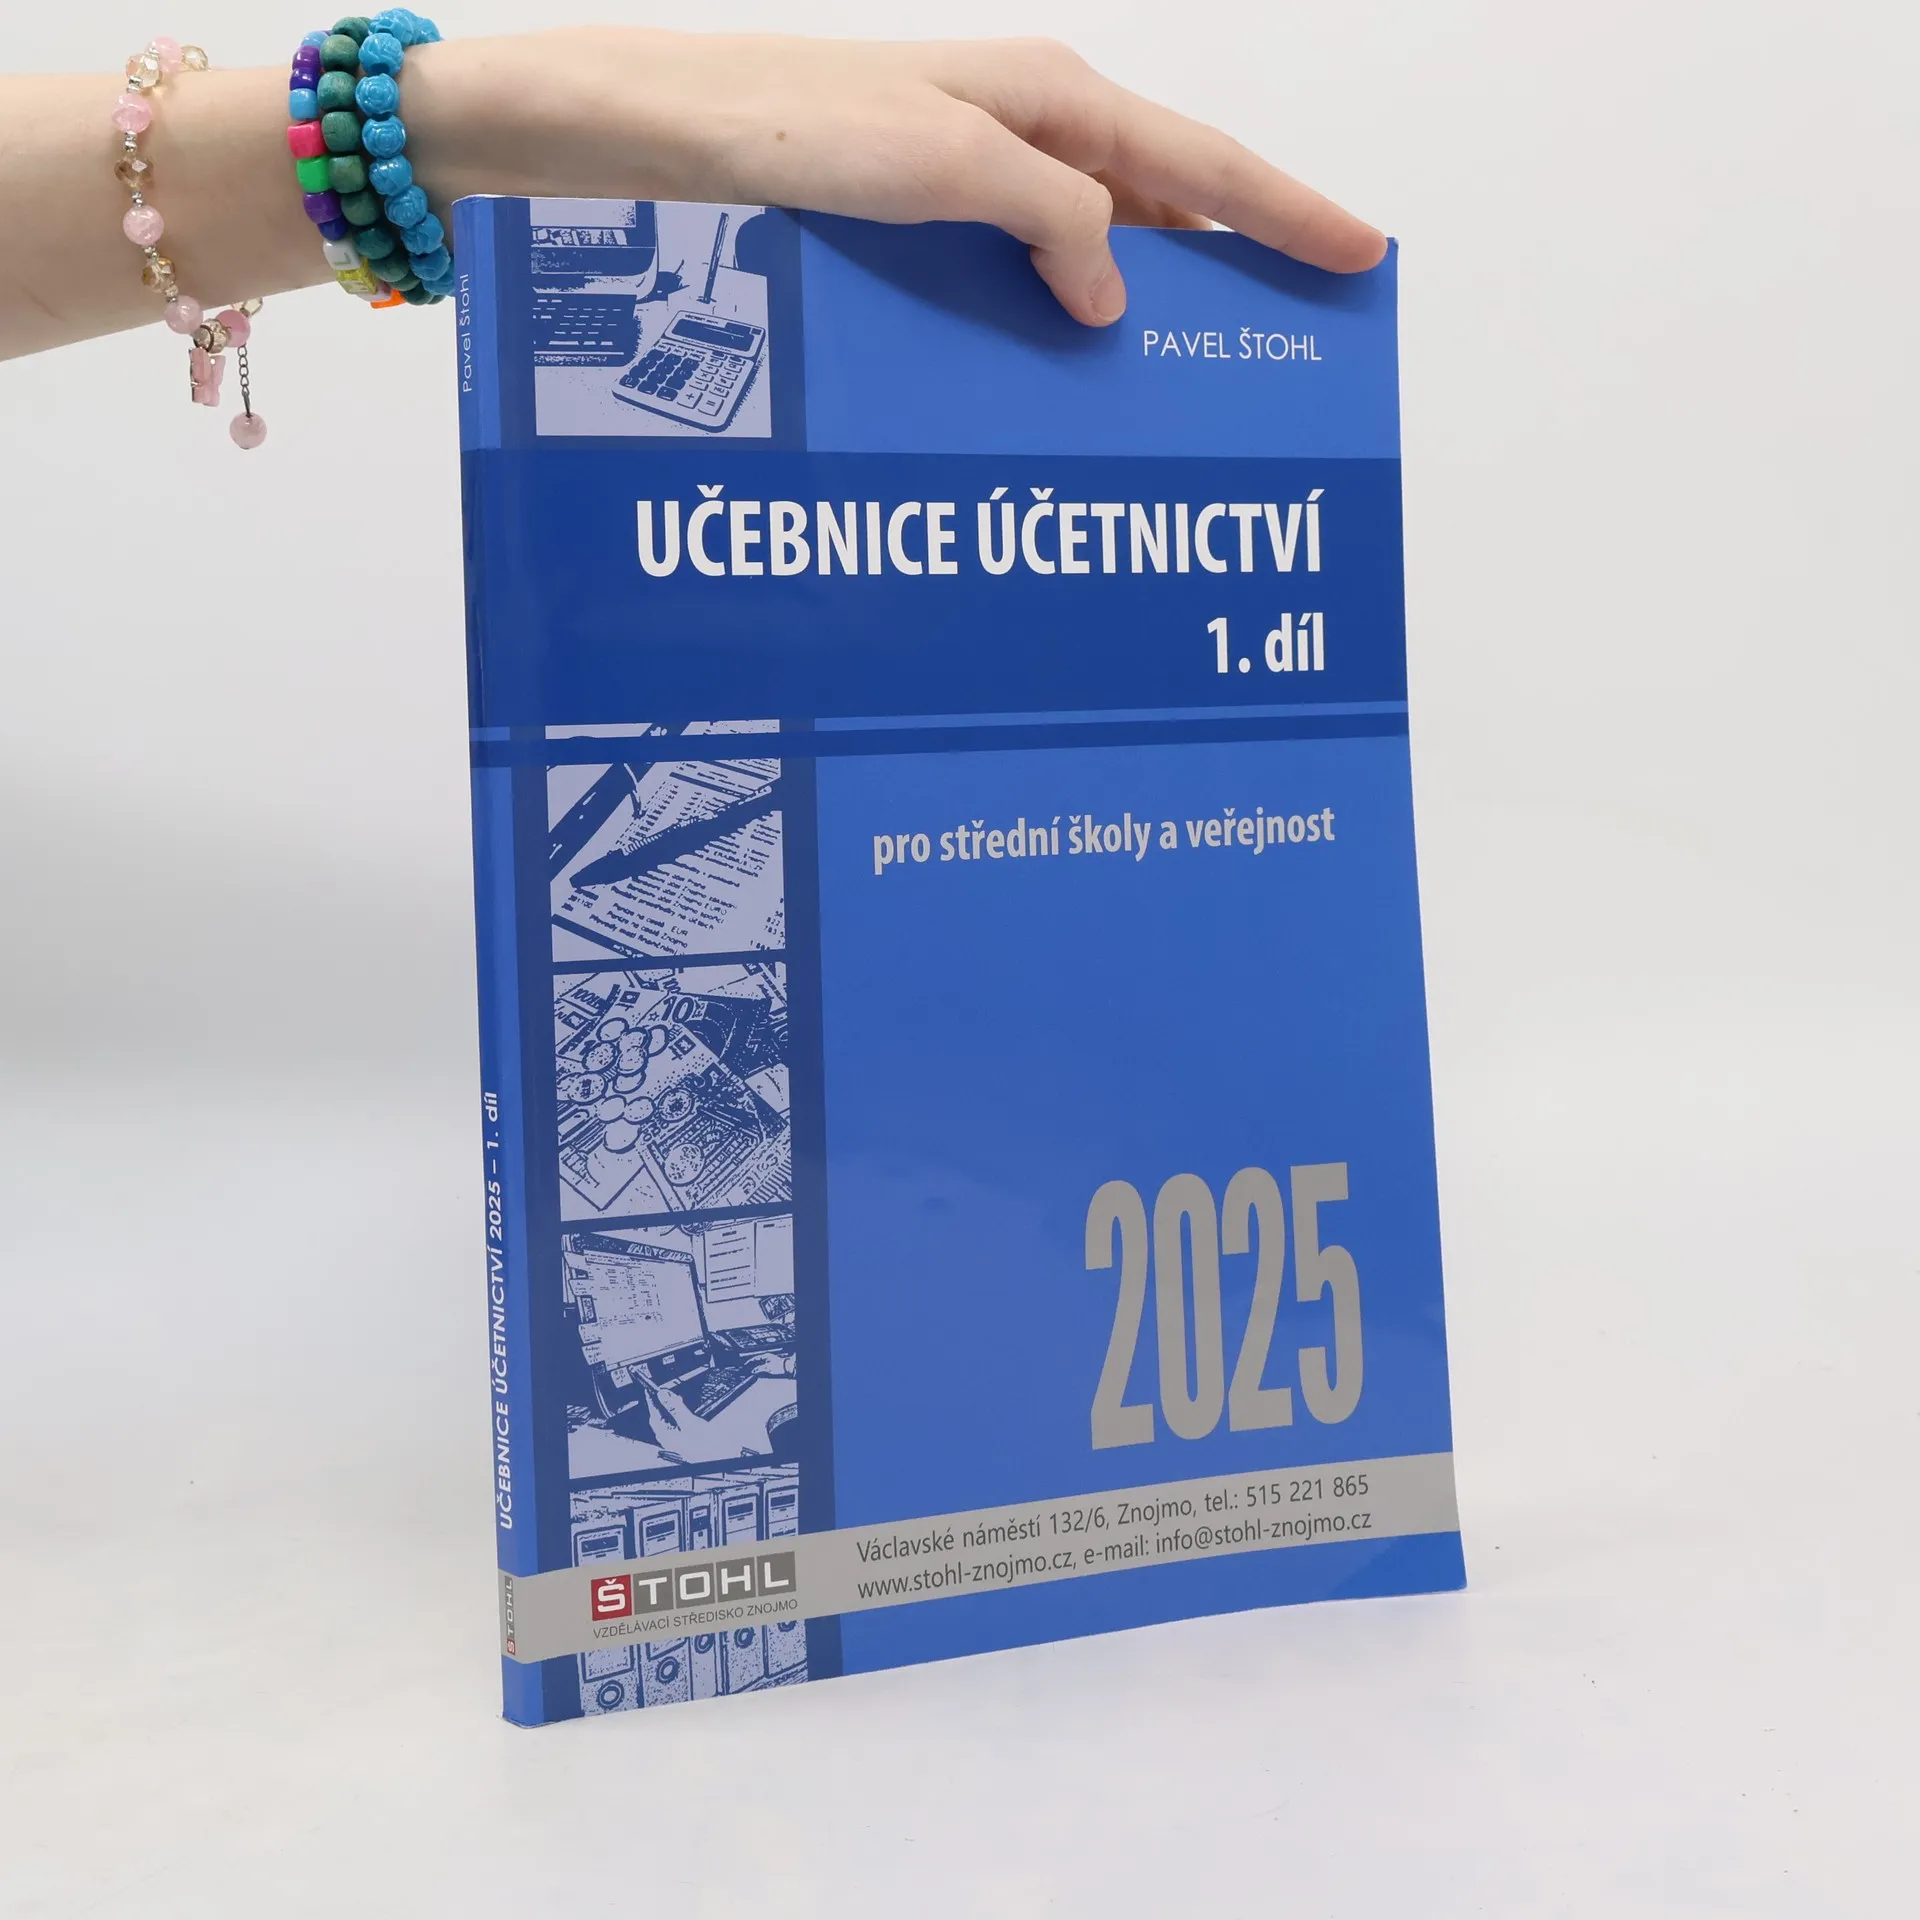 PAVEL ŠTOHL
UČEBNICE ÚČETNICTVÍ
1. díl
pro střední školy a veřejnost
2025
Václavské náměstí 132/6, Znojmo, tel.: 515 221 865
www.stohl-znojmo.cz, e-mail: info@stohl-znojmo.cz
ŠTOHL
VZDĚLÁVACÍ STŘEDISKO ZNOJMO
Pavel Štohl
UČEBNICE ÚČETNICTVÍ 2025 – 1. díl
ŠTOHL